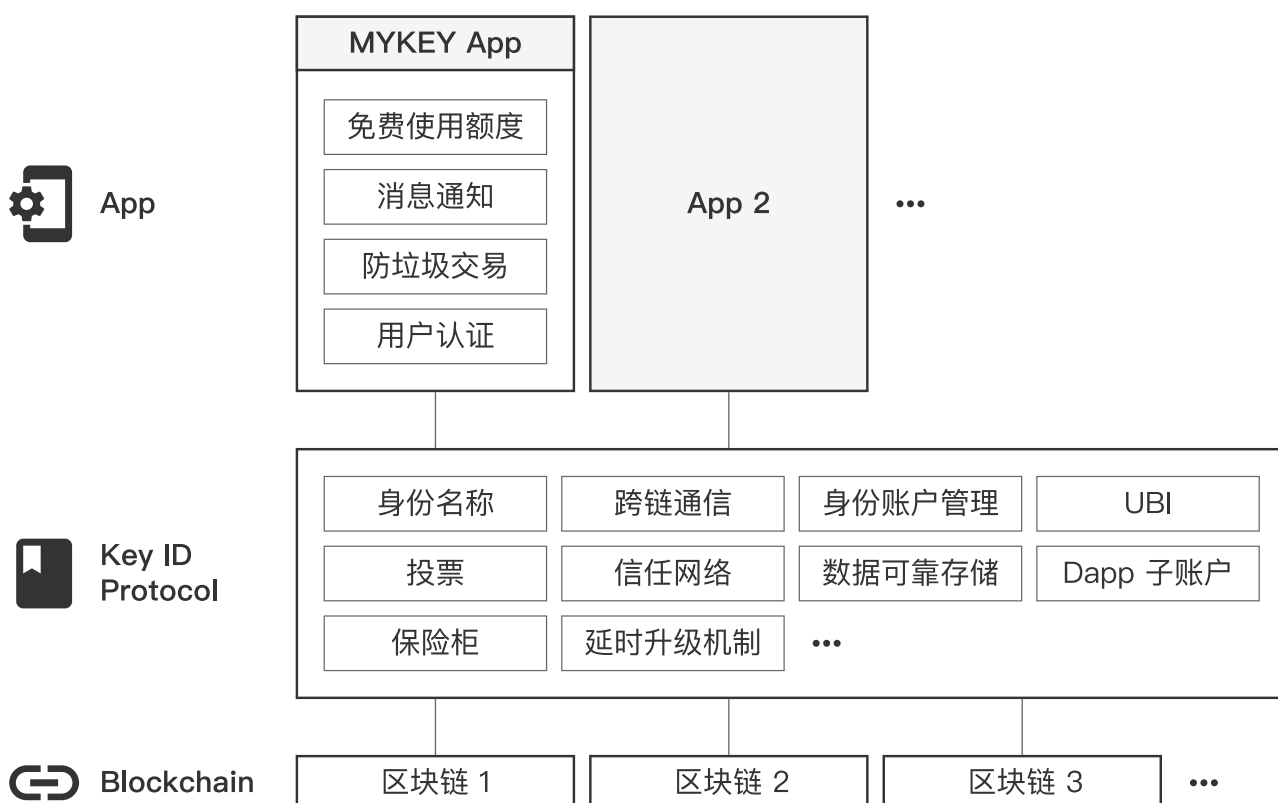 MYKEY App
免费使用额度
消息通知
防垃圾交易
用户认证
App
App 2
•••
Key ID
Protocol
身份名称
跨链通信
身份账户管理
UBI
投票
信任网络
数据可靠存储
Dapp 子账户
保险柜
延时升级机制
•••
Blockchain
区块链 1
区块链 2
区块链 3
•••